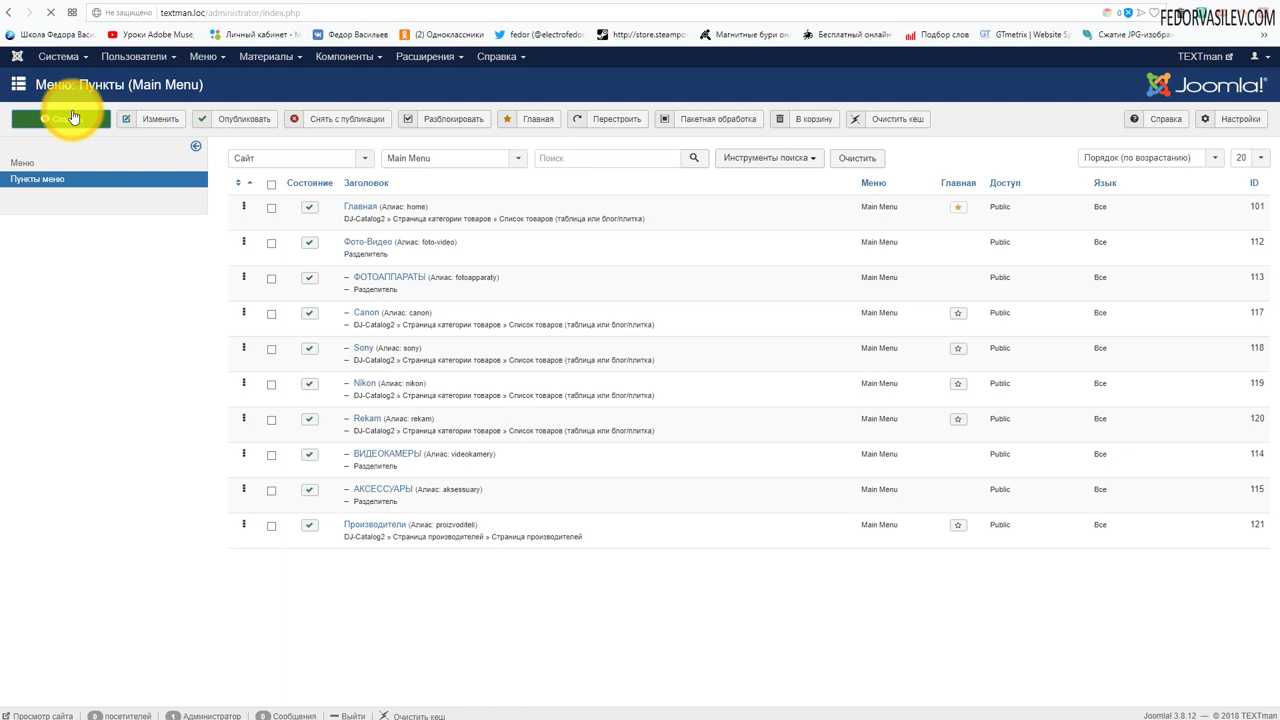 Не защищено textman.loc/administrator/index.php
FEDORVASILEV.COM
Школа Федора Васи.
Уроки Adobe Muse,
Личный кабинет - M
Федор Васильев
(2) Одноклассники
fedor (@electrofedo
http://store.steampo
Магнитные бури on
Бесплатный онлай
Подбор слов
GTmetrix | Website S
Сжатие JPG-изобра
Система Пользователи Меню Материалы Компоненты Расширения Справка
TEXTman
Меню: Пункты (Main Menu)
Joomla!
Изменить Опубликовать Снять с публикации Разблокировать Главная Перестроить Пакетная обработка В корзину Очистить кеш Справка Настройки
Меню
Пункты меню
Сайт Main Menu Поиск Инструменты поиска Очистить Порядок (по возрастанию) 20
Состояние Заголовок Меню Главная Доступ Язык ID
Главная (Алиас: home) Main Menu Public Все 101
DJ-Catalog2 » Страница категории товаров » Список товаров (таблица или блог/плитка)
Фото-Видео (Алиас: foto-video) Main Menu Public Все 112
Разделитель
– ФОТОАППАРАТЫ (Алиас: fotoapparaty) Main Menu Public Все 113
– Разделитель
– Canon (Алиас: canon) Main Menu Public Все 117
– DJ-Catalog2 » Страница категории товаров » Список товаров (таблица или блог/плитка)
– Sony (Алиас: sony) Main Menu Public Все 118
– DJ-Catalog2 » Страница категории товаров » Список товаров (таблица или блог/плитка)
– Nikon (Алиас: nikon) Main Menu Public Все 119
– DJ-Catalog2 » Страница категории товаров » Список товаров (таблица или блог/плитка)
– Rekam (Алиас: rekam) Main Menu Public Все 120
– DJ-Catalog2 » Страница категории товаров » Список товаров (таблица или блог/плитка)
– ВИДЕОКАМЕРЫ (Алиас: videokamery) Main Menu Public Все 114
– Разделитель
– АКСЕССУАРЫ (Алиас: aksessuary) Main Menu Public Все 115
– Разделитель
Производители (Алиас: proizvoditeli) Main Menu Public Все 121
DJ-Catalog2 » Страница производителей » Страница производителей
Просмотр сайта 0 посетителей 1 Администратор 0 Сообщения Выйти Очистить кеш
Joomla! 3.8.12 — © 2018 TEXTman